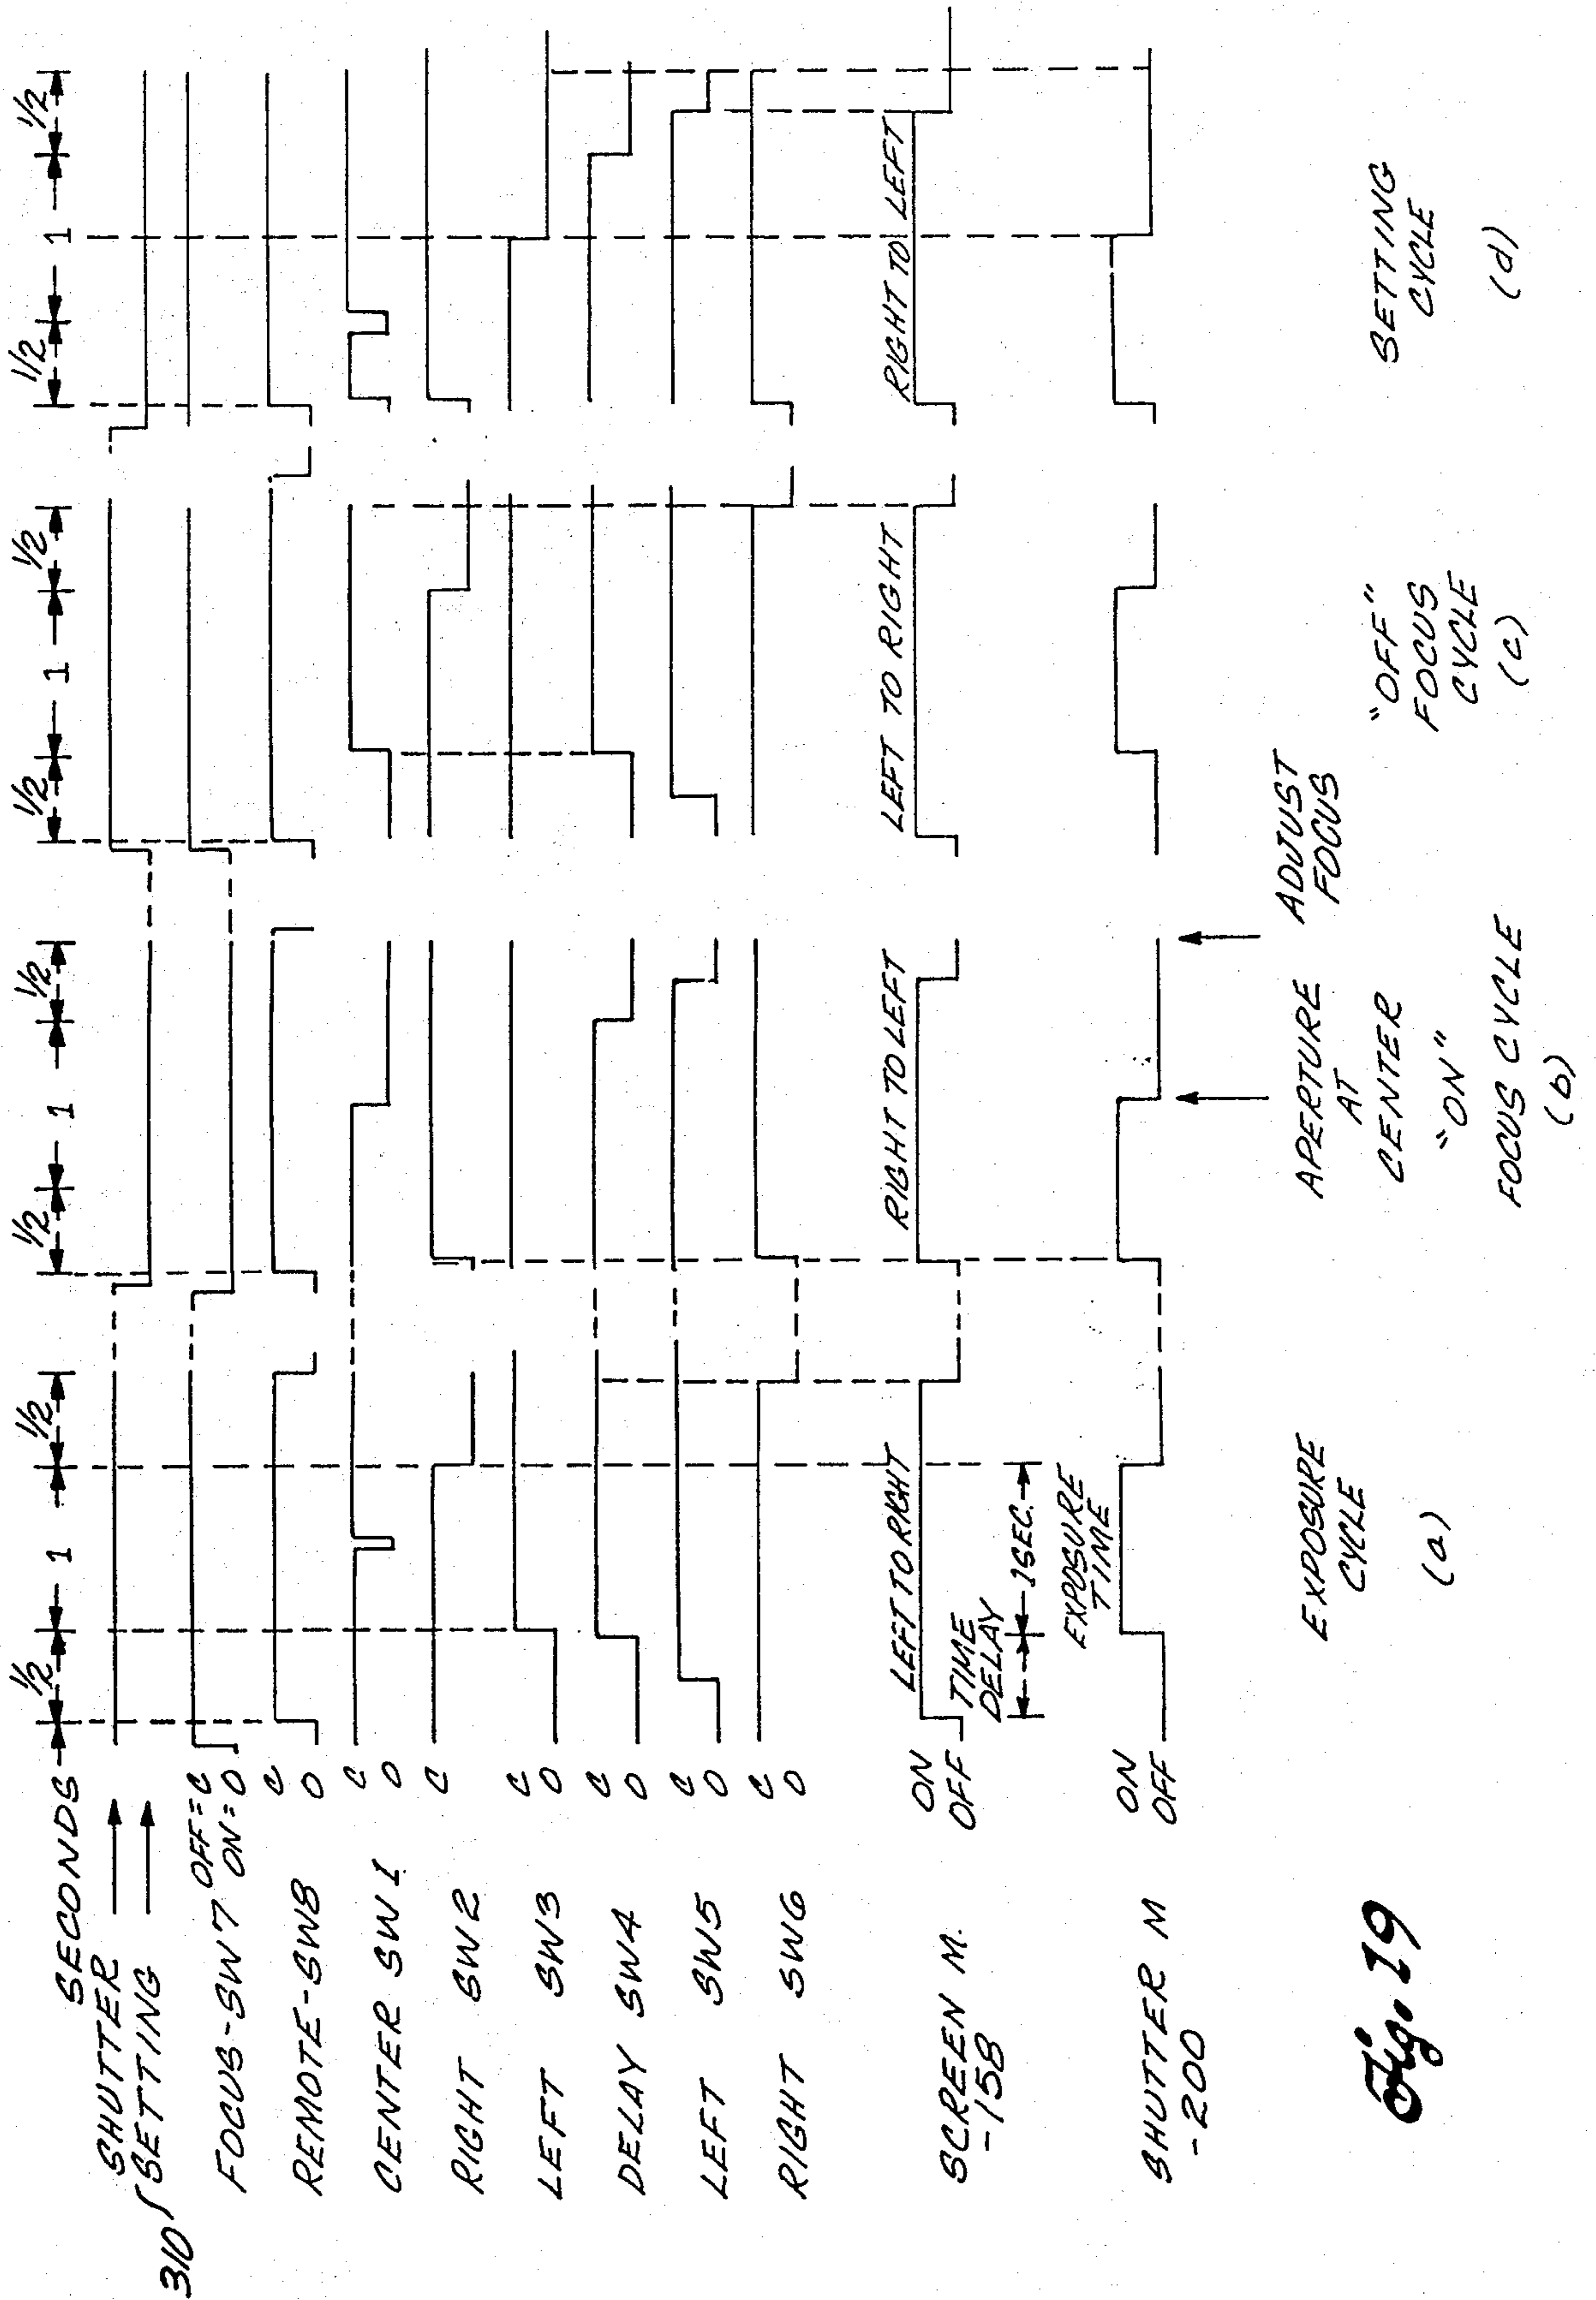 SECONDS
1/2 1 1/2
1/2 1 1/2
1/2 1 1/2
1/2 1 1/2
SHUTTER
310 SETTING
FOCUS-SW7 OFF=C
ON=O
REMOTE-SW8 C
O
CENTER SW1 C
O
RIGHT SW2 C
LEFT SW3 C
O
DELAY SW4 C
O
LEFT SW5 C
O
RIGHT SW6 C
O
SCREEN M.
-158
ON
OFF
LEFT TO RIGHT
RIGHT TO LEFT
LEFT TO RIGHT
RIGHT TO LEFT
TIME
DELAY
1SEC.
EXPOSURE
TIME
SHUTTER M
-200
ON
OFF
EXPOSURE
CYCLE
(a)
APERTURE
AT
CENTER
"ON"
FOCUS CYCLE
(b)
ADJUST
FOCUS
"OFF"
FOCUS
CYCLE
(c)
SETTING
CYCLE
(d)
Fig. 19